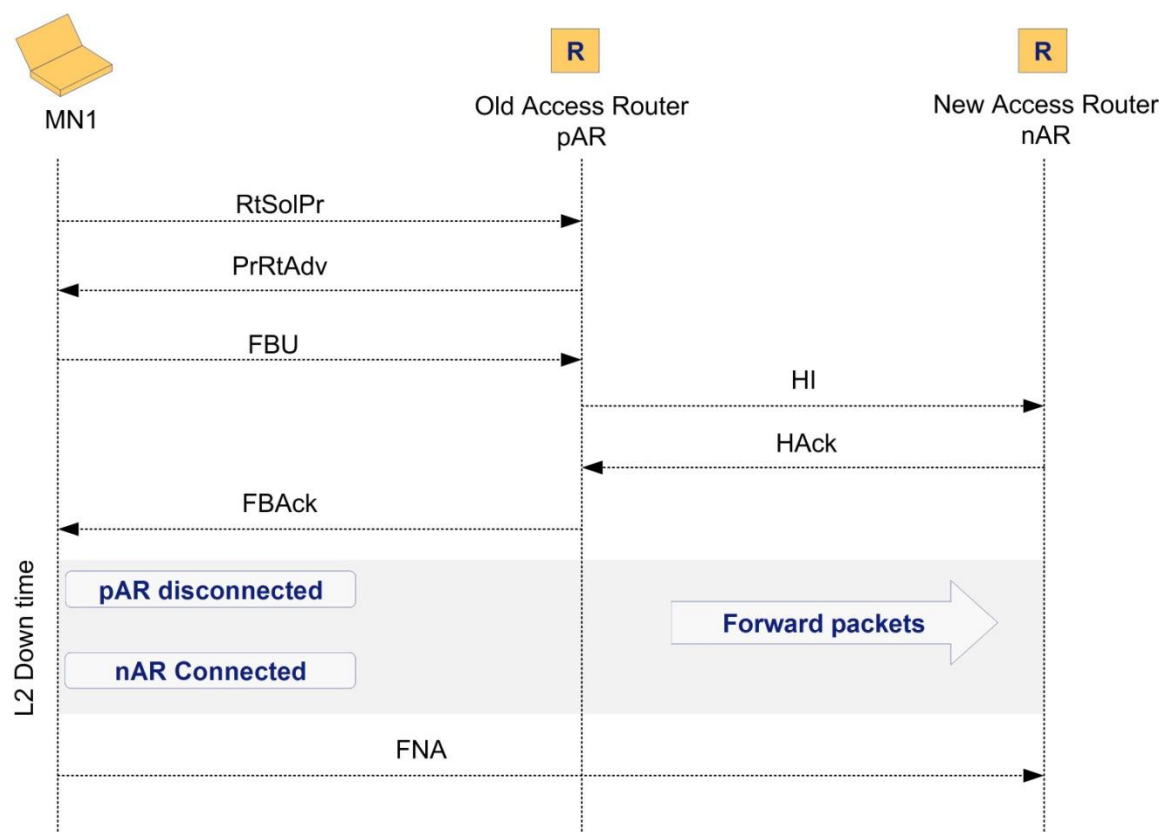 R
R
MN1
Old Access Router
pAR
New Access Router
nAR
RtSolPr
PrRtAdv
FBU
HI
HAck
FBAck
L2 Down time
pAR disconnected
Forward packets
nAR Connected
FNA